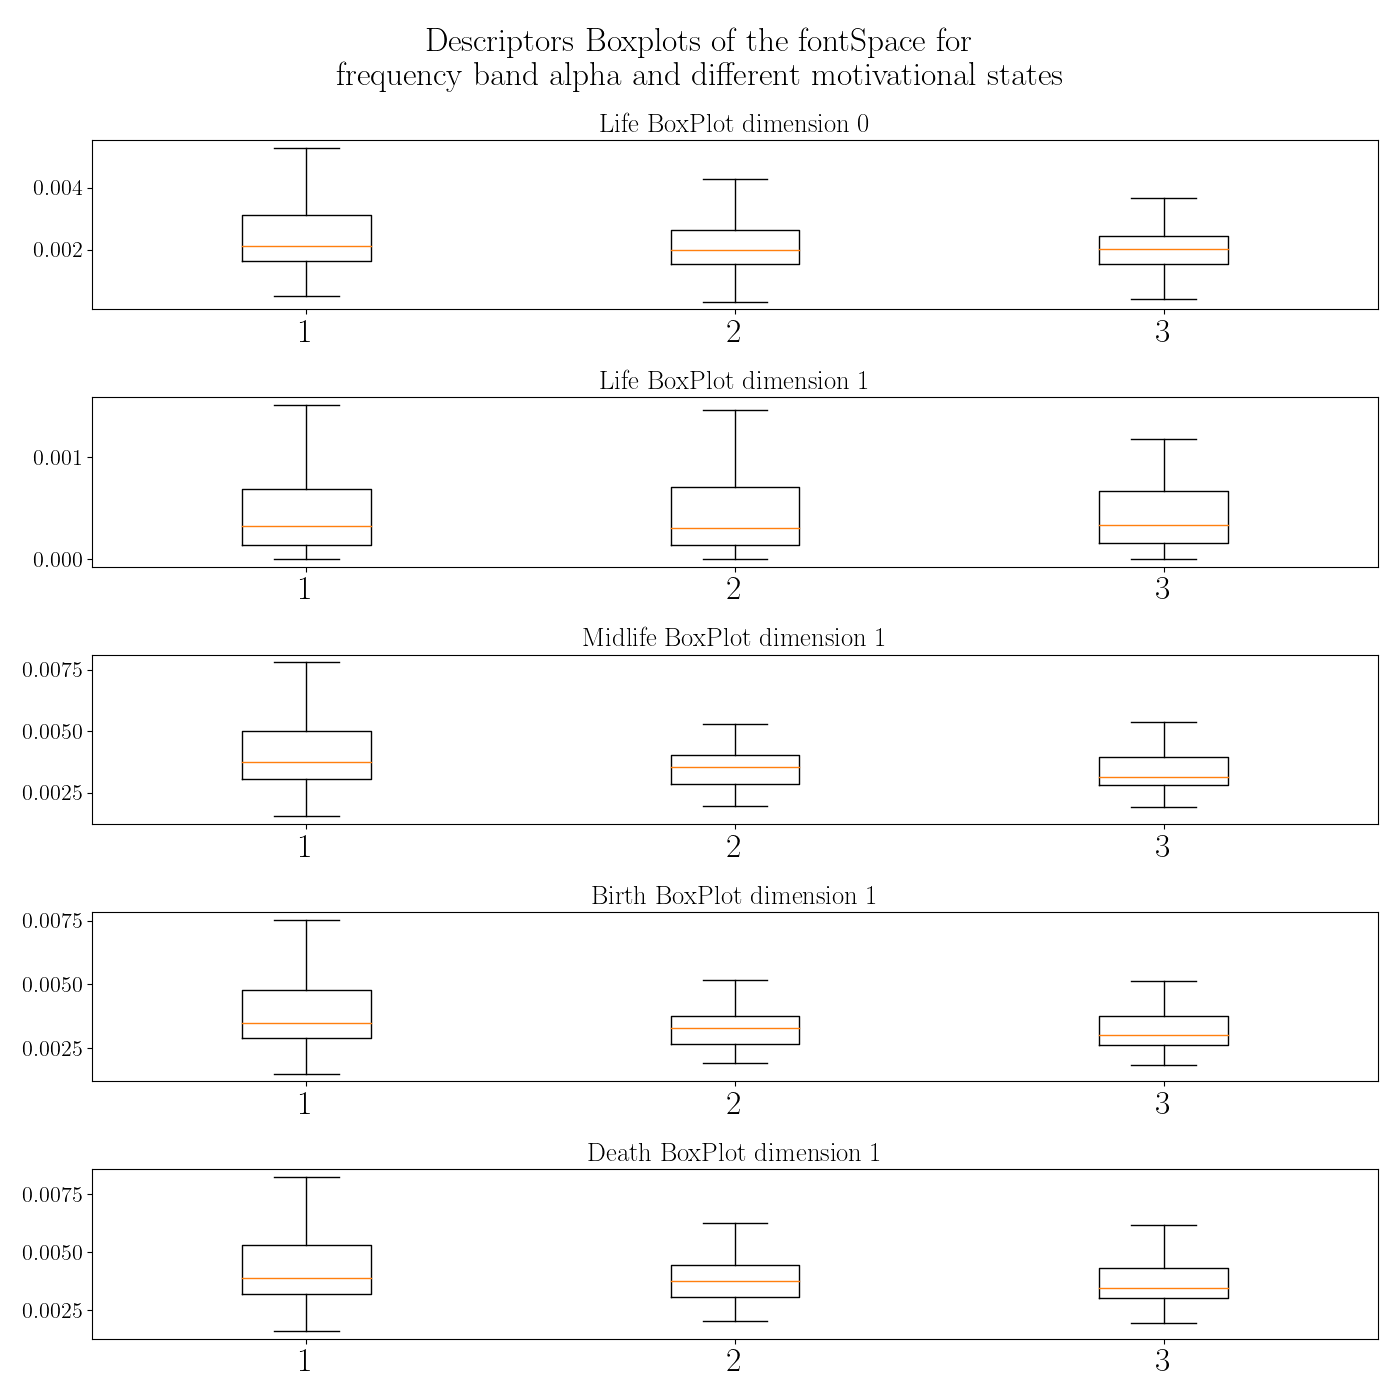 Descriptors Boxplots of the fontSpace for
frequency band alpha and different motivational states
Life BoxPlot dimension 0
0.004
0.002
1 2 3
Life BoxPlot dimension 1
0.001
0.000
1 2 3
Midlife BoxPlot dimension 1
0.0075
0.0050
0.0025
1 2 3
Birth BoxPlot dimension 1
0.0075
0.0050
0.0025
1 2 3
Death BoxPlot dimension 1
0.0075
0.0050
0.0025
1 2 3